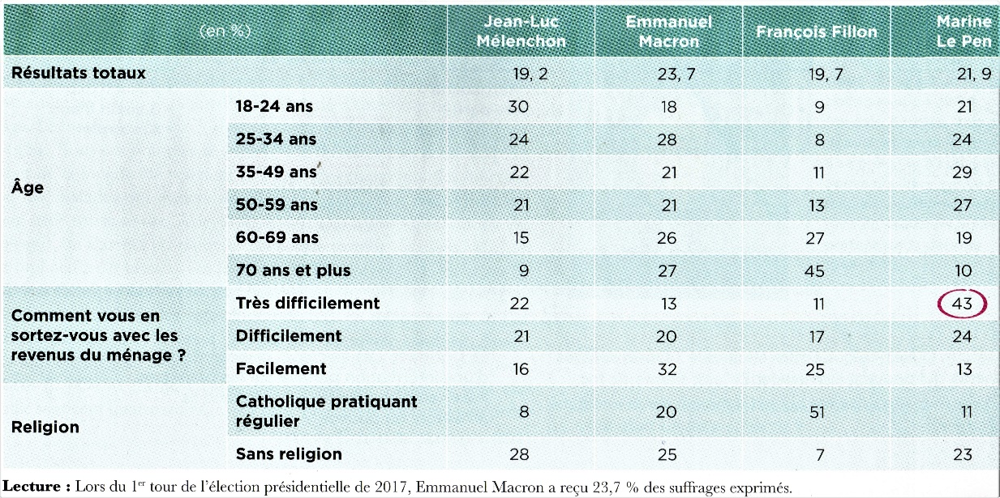 (en %) Jean-Luc Mélenchon Emmanuel Macron François Fillon Marine Le Pen
Résultats totaux 19, 2 23, 7 19, 7 21, 9
Âge
18-24 ans 30 18 9 21
25-34 ans 24 28 8 24
35-49 ans 22 21 11 29
50-59 ans 21 21 13 27
60-69 ans 15 26 27 19
70 ans et plus 9 27 45 10
Comment vous en
sortez-vous avec les
revenus du ménage ?
Très difficilement 22 13 11 43
Difficilement 21 20 17 24
Facilement 16 32 25 13
Religion
Catholique pratiquant
régulier 8 20 51 11
Sans religion 28 25 7 23
Lecture : Lors du 1er tour de l'élection présidentielle de 2017, Emmanuel Macron a reçu 23,7 % des suffrages exprimés.